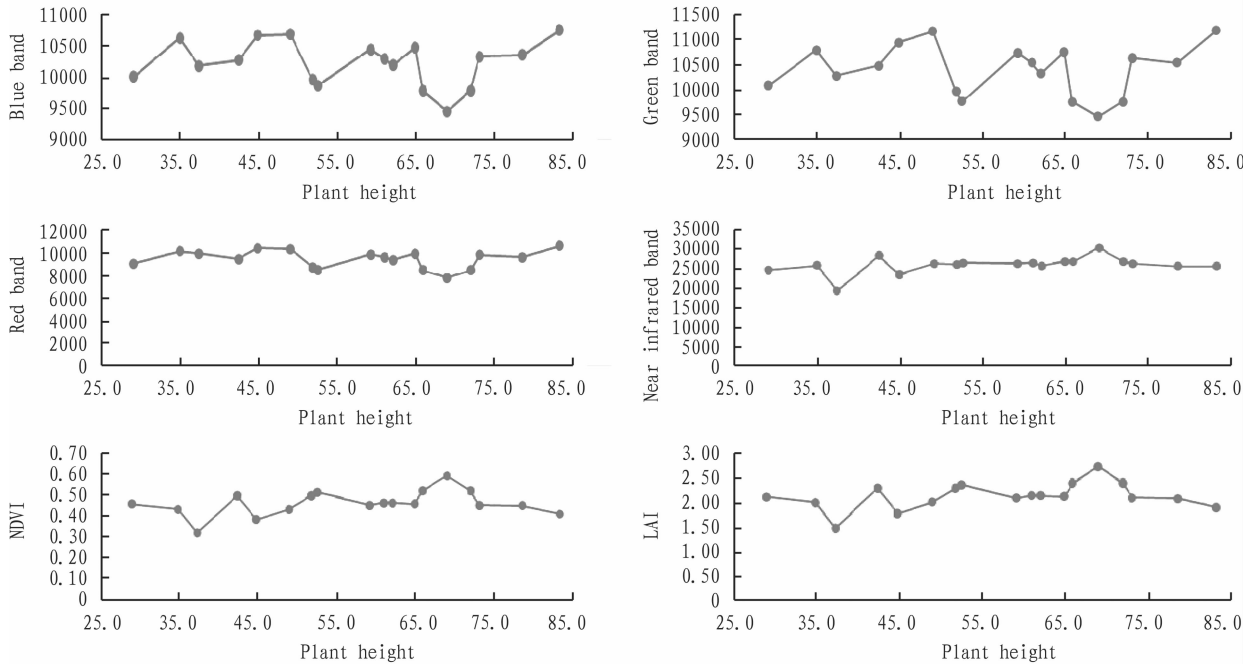 Blue band
11000
10500
10000
9500
9000
25.0 35.0 45.0 55.0 65.0 75.0 85.0
Plant height
Green band
11500
11000
10500
10000
9500
9000
25.0 35.0 45.0 55.0 65.0 75.0 85.0
Plant height
Red band
12000
10000
8000
6000
4000
2000
0
25.0 35.0 45.0 55.0 65.0 75.0 85.0
Plant height
Near infrared band
35000
30000
25000
20000
15000
10000
5000
0
25.0 35.0 45.0 55.0 65.0 75.0 85.0
Plant height
NDVI
0.70
0.60
0.50
0.40
0.30
0.20
0.10
0
25.0 35.0 45.0 55.0 65.0 75.0 85.0
Plant height
LAI
3.00
2.50
2.00
1.50
1.00
0.50
0
25.0 35.0 45.0 55.0 65.0 75.0 85.0
Plant height